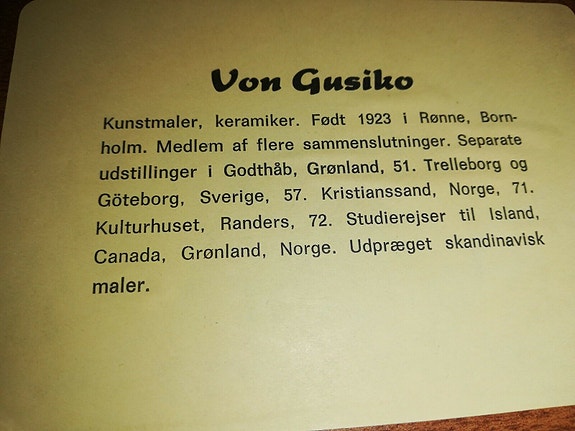 Von Gusiko
Kunstmaler, keramiker. Født 1923 i Rønne, Born-
holm. Medlem af flere sammenslutninger. Separate
udstillinger i Godthåb, Grønland, 51. Trelleborg og
Göteborg, Sverige, 57. Kristianssand, Norge, 71.
Kulturhuset, Randers, 72. Studierejser til Island,
Canada, Grønland, Norge. Udpræget skandinavisk
maler.